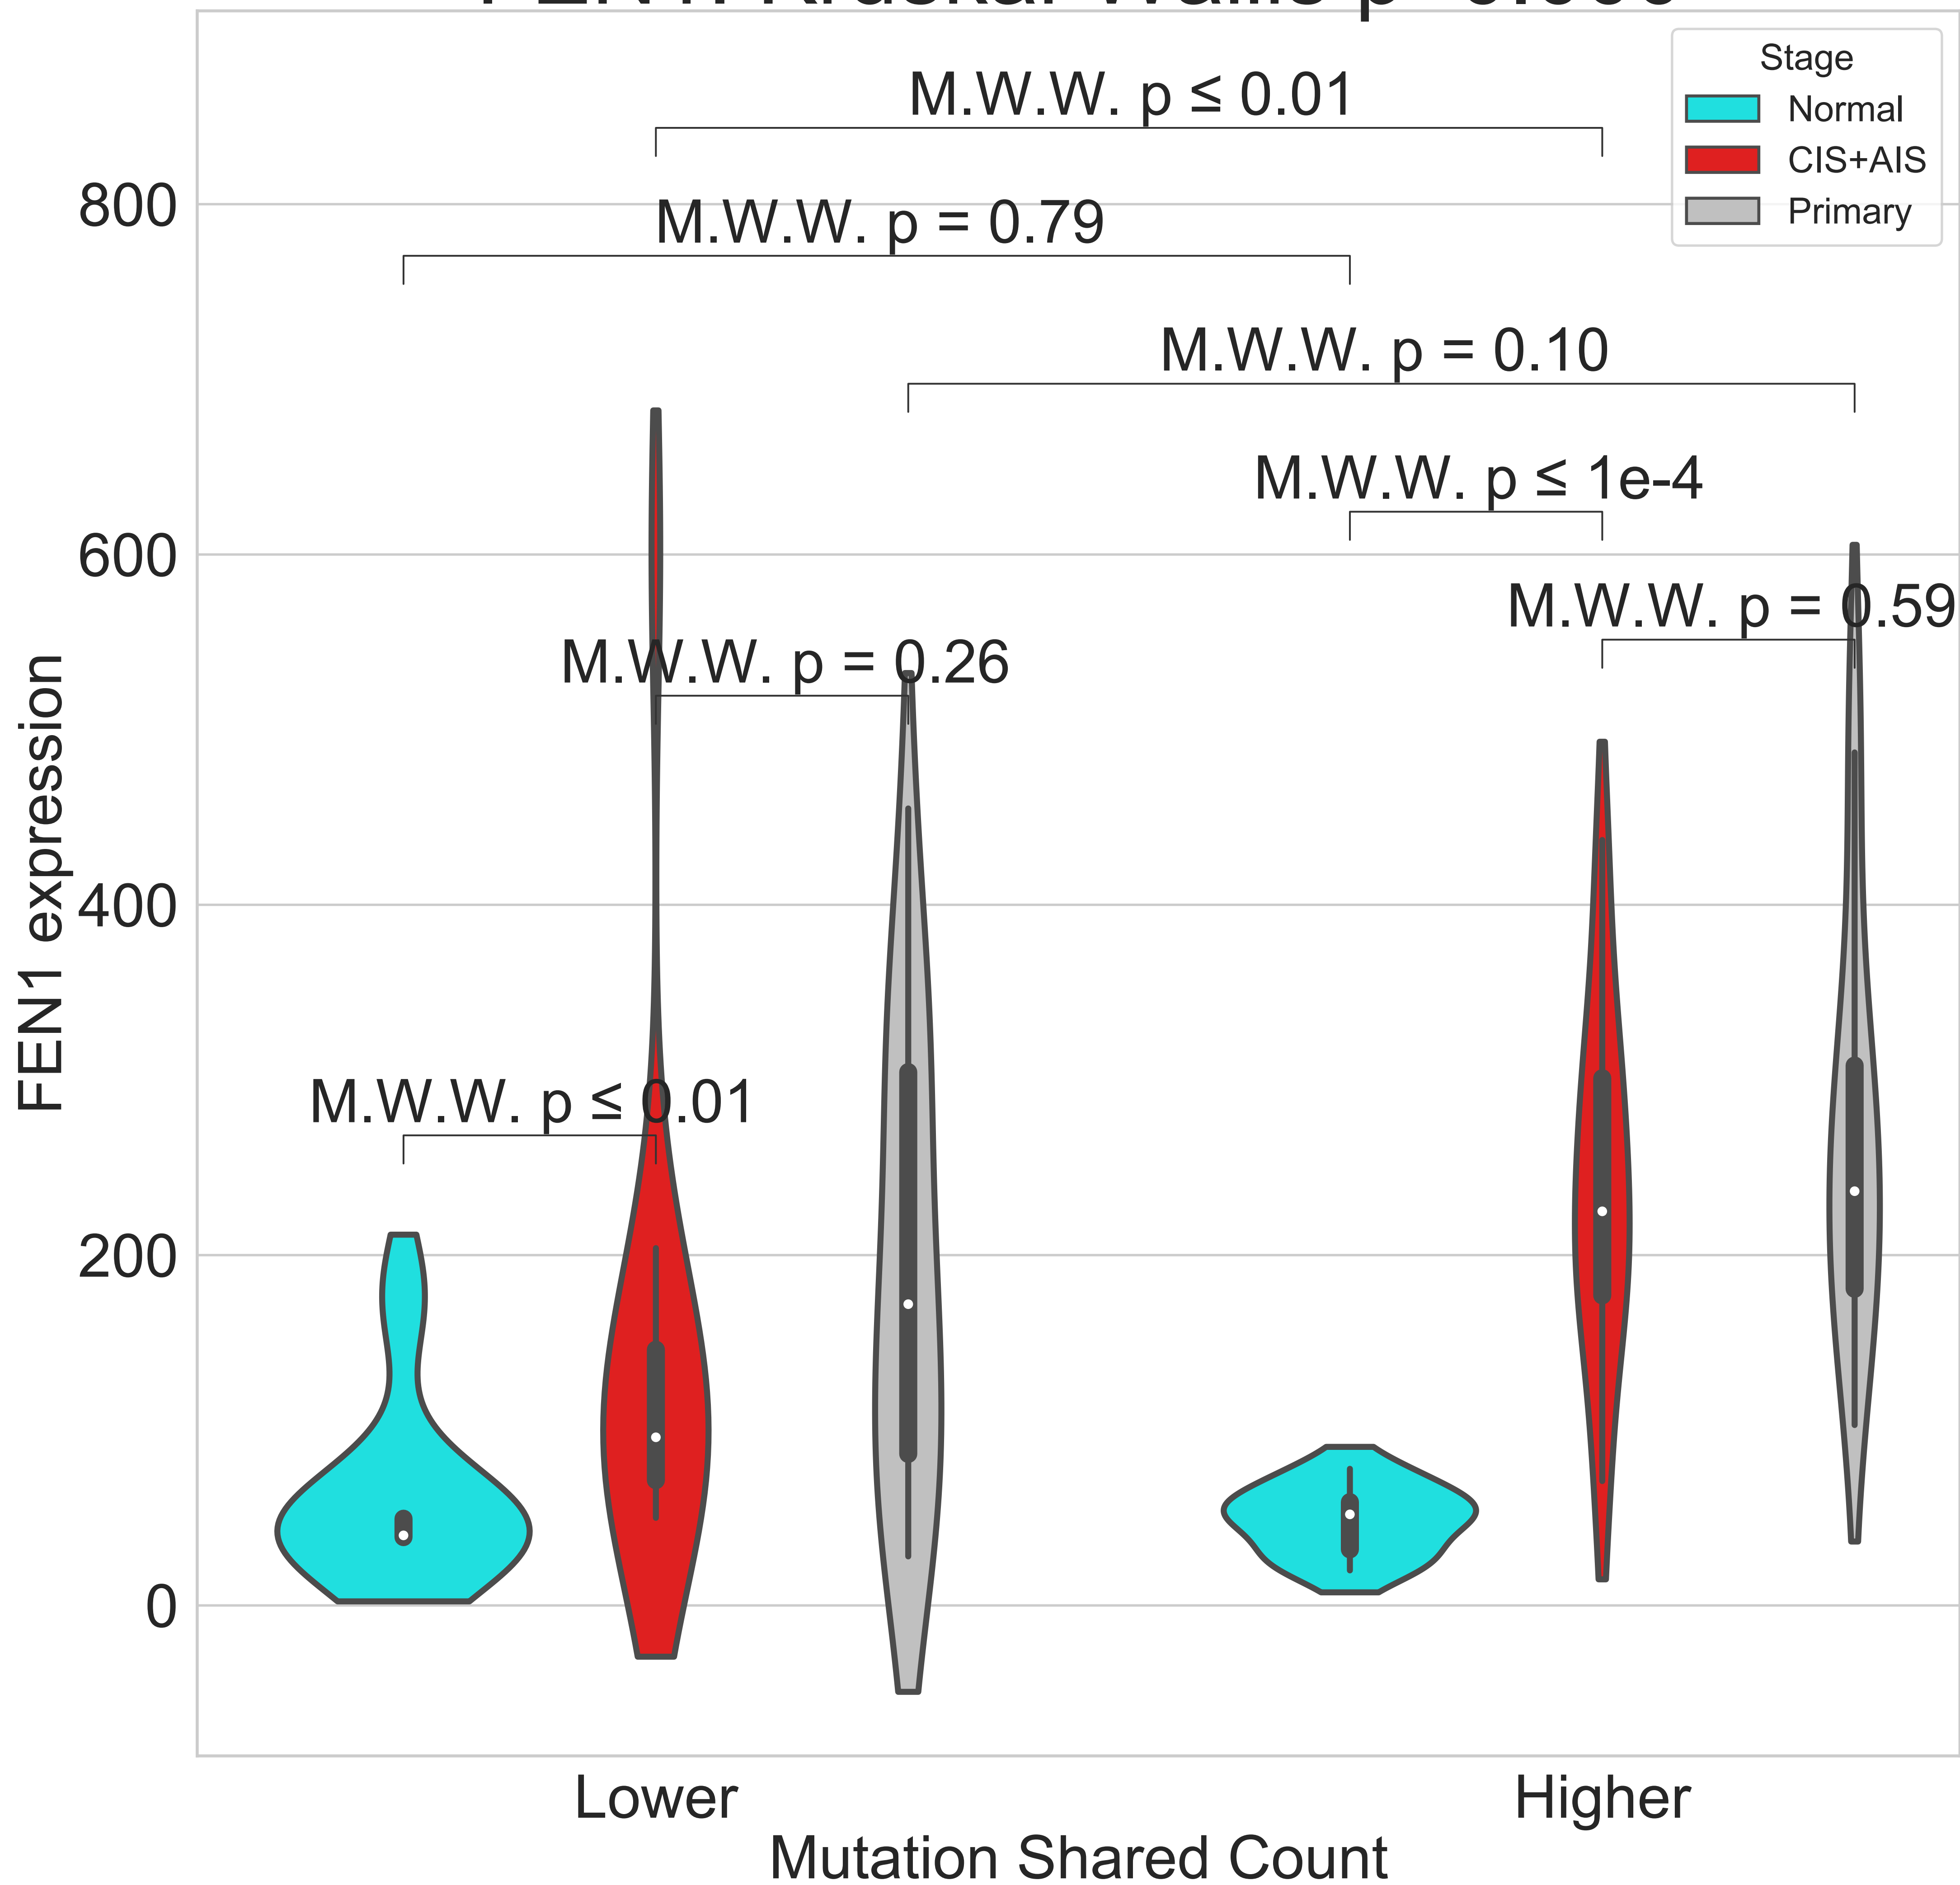 Stage
Normal
CIS+AIS
Primary
M.W.W. p ≤ 0.01
M.W.W. p = 0.79
M.W.W. p = 0.10
M.W.W. p ≤ 1e-4
M.W.W. p = 0.59
M.W.W. p = 0.26
M.W.W. p ≤ 0.01
800
600
400
200
0
FEN1 expression
Lower
Higher
Mutation Shared Count